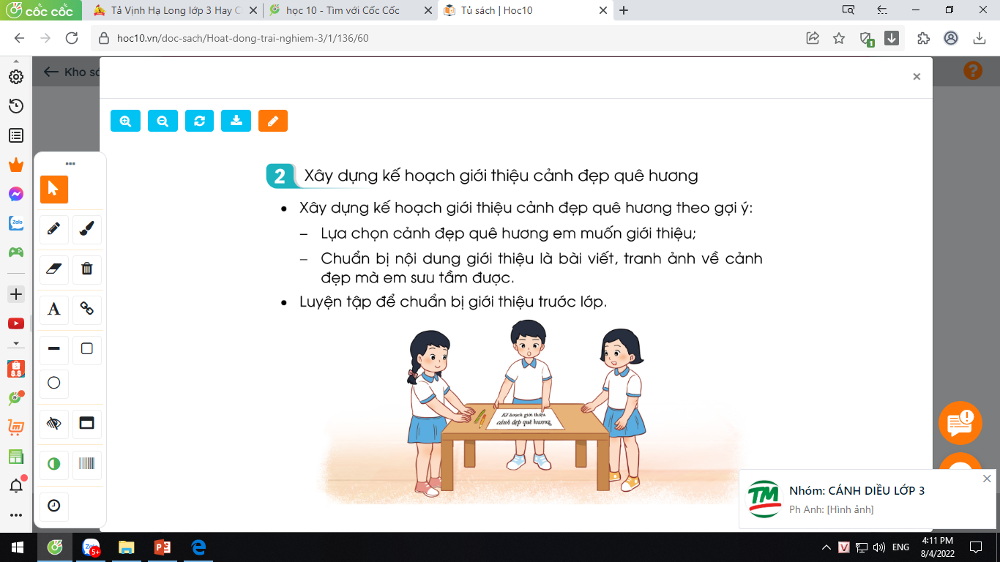 cốc cốc
Tả Vịnh Hạ Long lớp 3 Hay C
học 10 - Tìm với Cốc Cốc
Tủ sách | Hoc10
hoc10.vn/doc-sach/Hoat-dong-trai-nghiem-3/1/136/60
1
Kho sá
2 Xây dựng kế hoạch giới thiệu cảnh đẹp quê hương
• Xây dựng kế hoạch giới thiệu cảnh đẹp quê hương theo gợi ý:
– Lựa chọn cảnh đẹp quê hương em muốn giới thiệu;
– Chuẩn bị nội dung giới thiệu là bài viết, tranh ảnh về cảnh
đẹp mà em sưu tầm được.
• Luyện tập để chuẩn bị giới thiệu trước lớp.
Kế hoạch giới thiệu
cảnh đẹp quê hương
Zalo
8.8
A
TM
Nhóm: CÁNH DIỀU LỚP 3
Ph Anh: [Hình ảnh]
5+
ENG
4:11 PM
8/4/2022